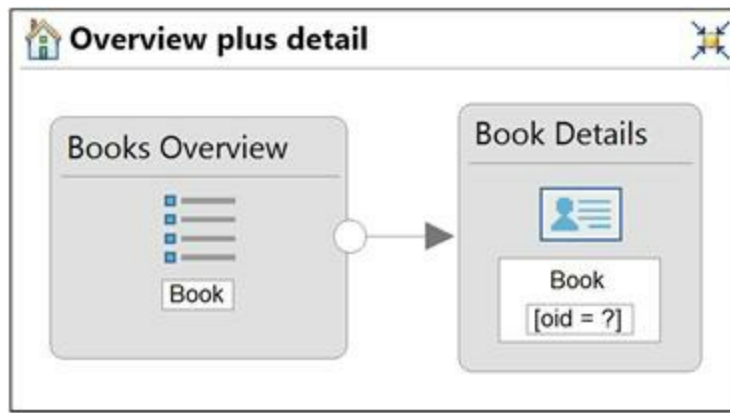 Overview plus detail
Books Overview
Book
Book Details
Book
[oid = ?]